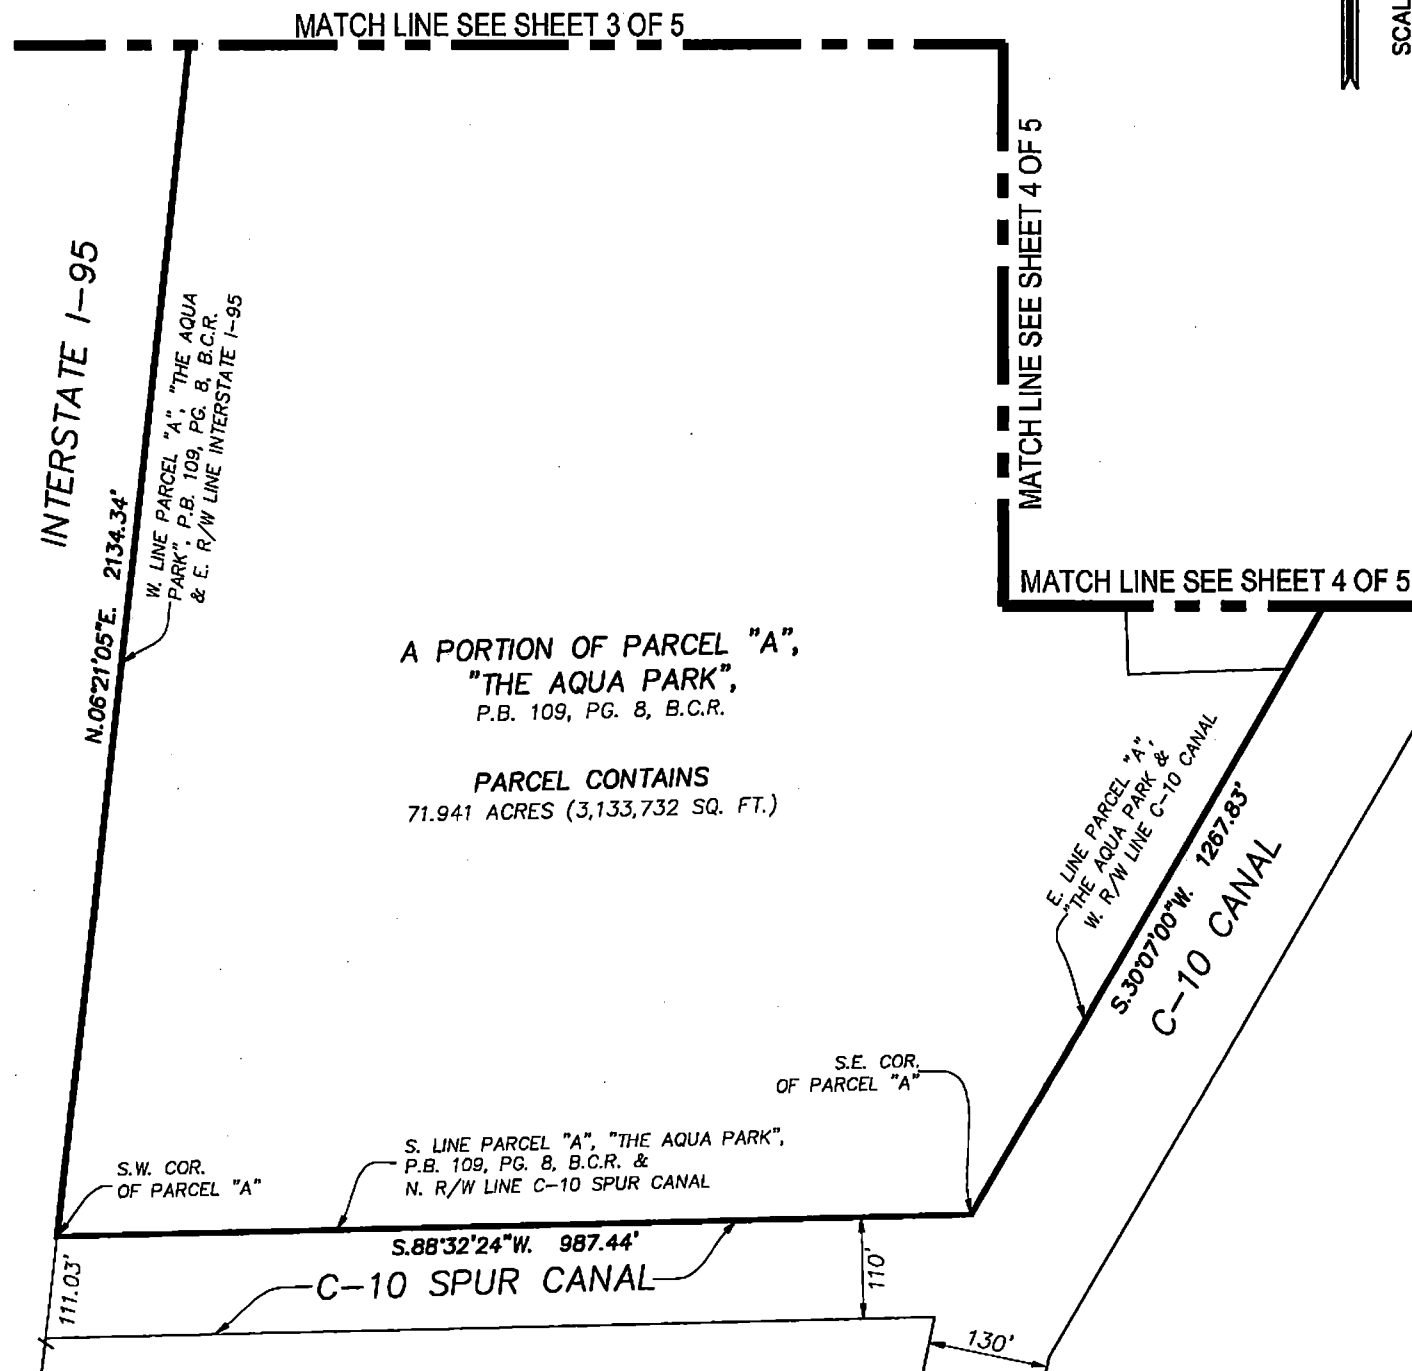 MATCH LINE SEE SHEET 3 OF 5
SCAL
MATCH LINE SEE SHEET 4 OF 5
INTERSTATE I-95
W. LINE PARCEL "A", "THE AQUA
PARK", P.B. 109, PG. 8, B.C.R.
& E. R/W LINE INTERSTATE I-95
N.06°21'05"E. 2134.34'
MATCH LINE SEE SHEET 4 OF 5
A PORTION OF PARCEL "A",
"THE AQUA PARK",
P.B. 109, PG. 8, B.C.R.
PARCEL CONTAINS
71.941 ACRES (3,133,732 SQ. FT.)
E. LINE PARCEL "A",
"THE AQUA PARK &
W. R/W LINE C-10 CANAL
S.30°07'00"W. 1267.83'
C-10 CANAL
S.E. COR.
OF PARCEL "A"
S. LINE PARCEL "A", "THE AQUA PARK",
P.B. 109, PG. 8, B.C.R. &
N. R/W LINE C-10 SPUR CANAL
S.W. COR.
OF PARCEL "A"
S.88°32'24"W. 987.44'
C-10 SPUR CANAL
111.03'
110'
130'